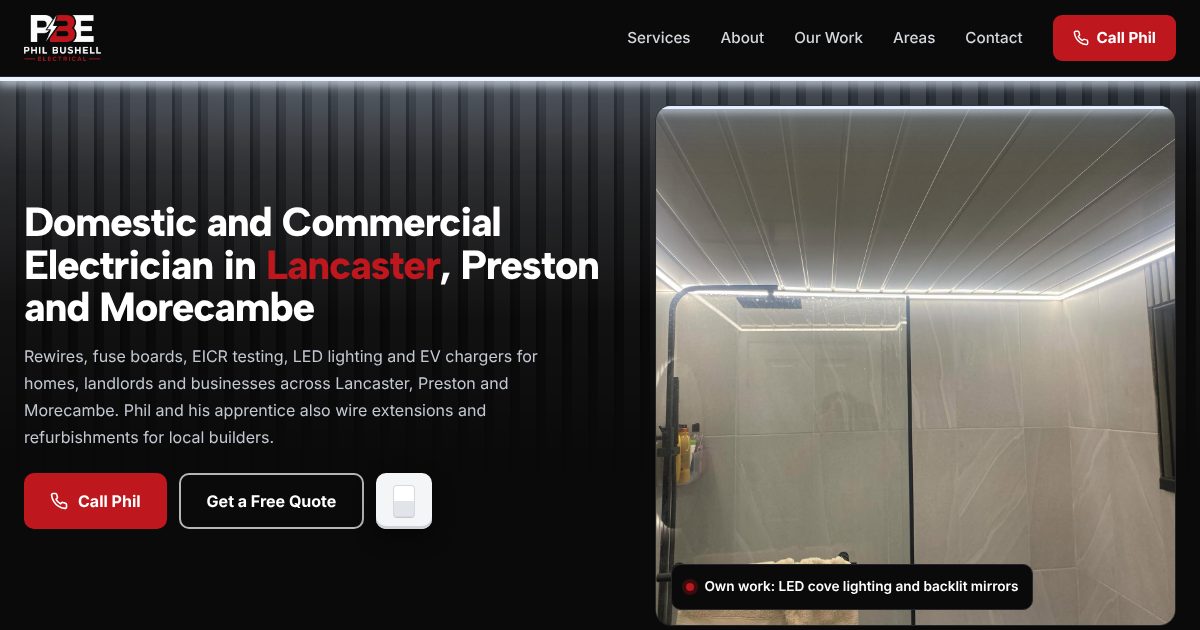 PBE
PHIL BUSHELL
ELECTRICAL
Services
About
Our Work
Areas
Contact
Call Phil
Domestic and Commercial
Electrician in Lancaster, Preston
and Morecambe
Rewires, fuse boards, EICR testing, LED lighting and EV chargers for
homes, landlords and businesses across Lancaster, Preston and
Morecambe. Phil and his apprentice also wire extensions and
refurbishments for local builders.
Call Phil
Get a Free Quote
Own work: LED cove lighting and backlit mirrors